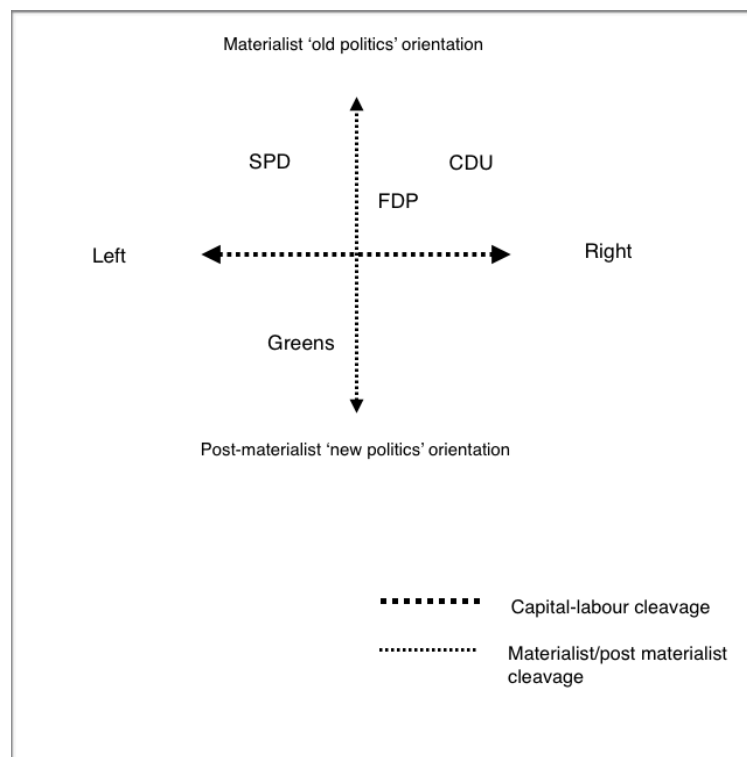 Materialist ‘old politics’ orientation
SPD
CDU
FDP
Left
Right
Greens
Post-materialist ‘new politics’ orientation
Capital-labour cleavage
Materialist/post materialist
cleavage